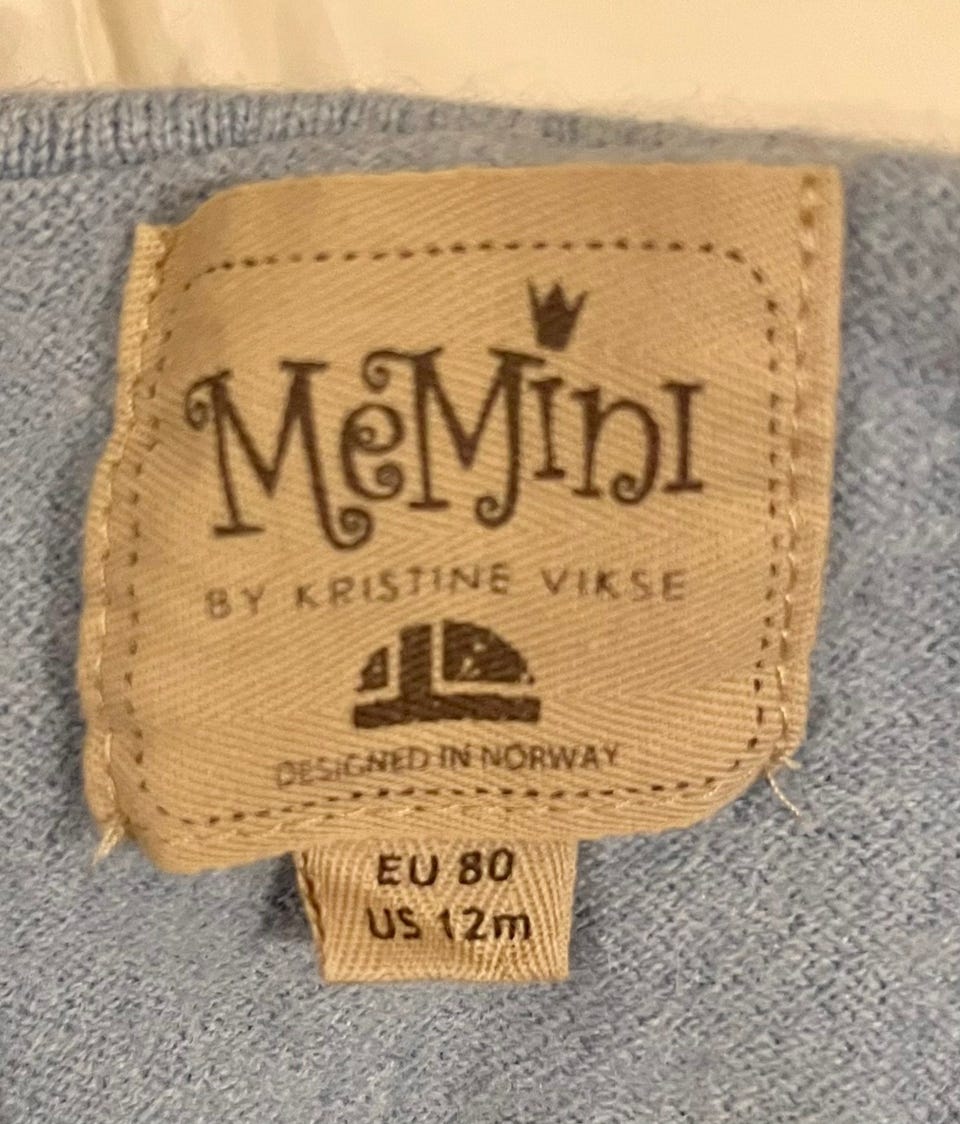 MeMini
BY KRISTINE VIKSE
DESIGNED IN NORWAY
EU 80
US 12m